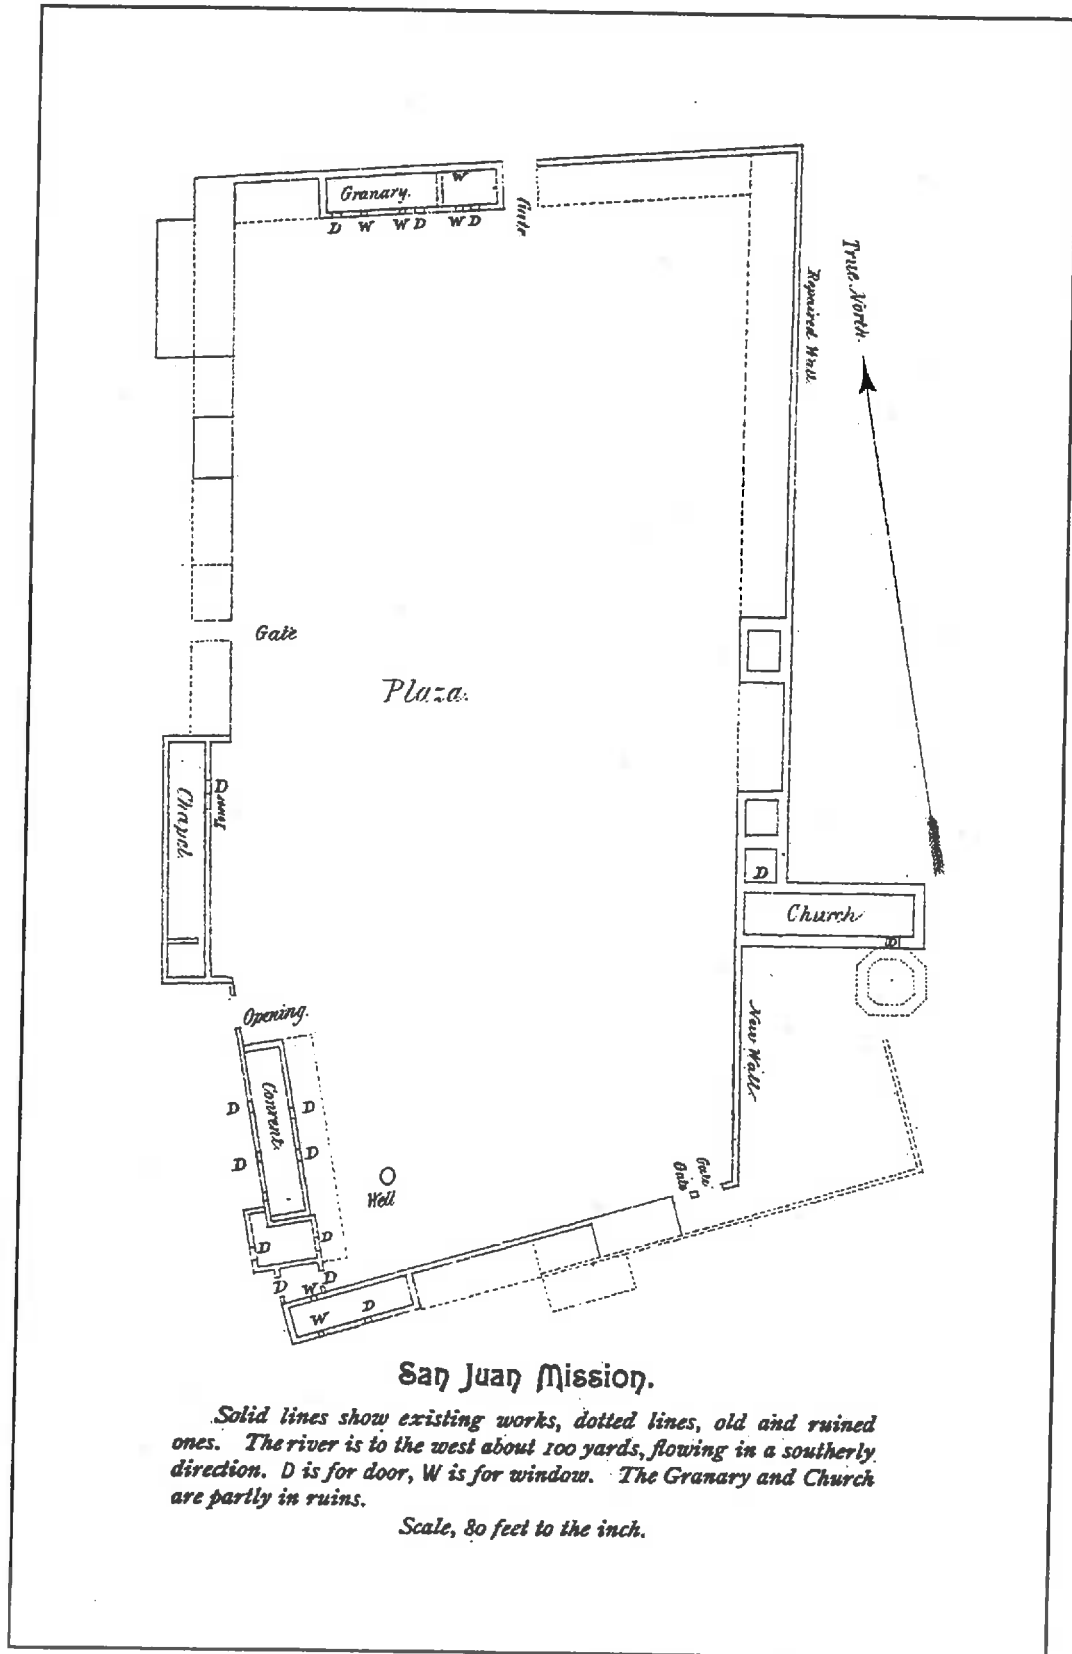 Granary.
W
D W W D W D
Gate
True North.
Repaired Wall.
Gate
Plaza.
D
Chapel.
D
Church
D
Opening.
New Wall
Convent.
D D
D D
Well
Gate
Gate
D D
D W D
W D
San Juan Mission.
Solid lines show existing works, dotted lines, old and ruined
ones. The river is to the west about 100 yards, flowing in a southerly
direction. D is for door, W is for window. The Granary and Church
are partly in ruins.
Scale, 80 feet to the inch.